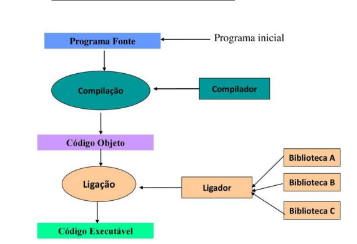 Programa Fonte
Programa inicial
Compilação
Compilador
Código Objeto
Biblioteca A
Ligação
Ligador
Biblioteca B
Biblioteca C
Código Executável